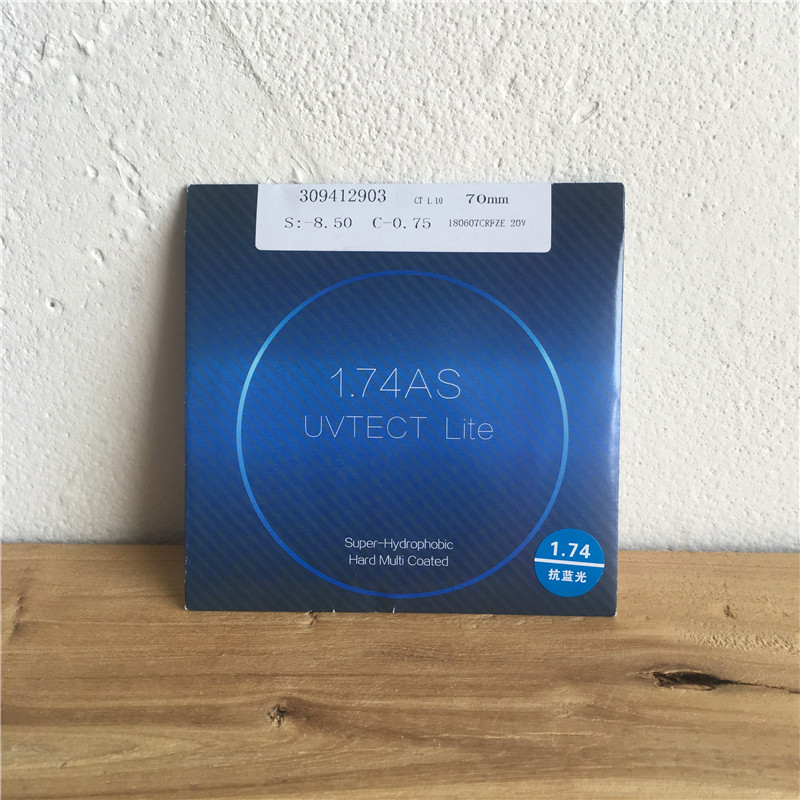 309412903 CT 1.10 70mm
S:-8.50 C-0.75 180607CRFZE 20V
1.74AS
UVTECT Lite
Super-Hydrophobic
Hard Multi Coated
1.74
抗蓝光